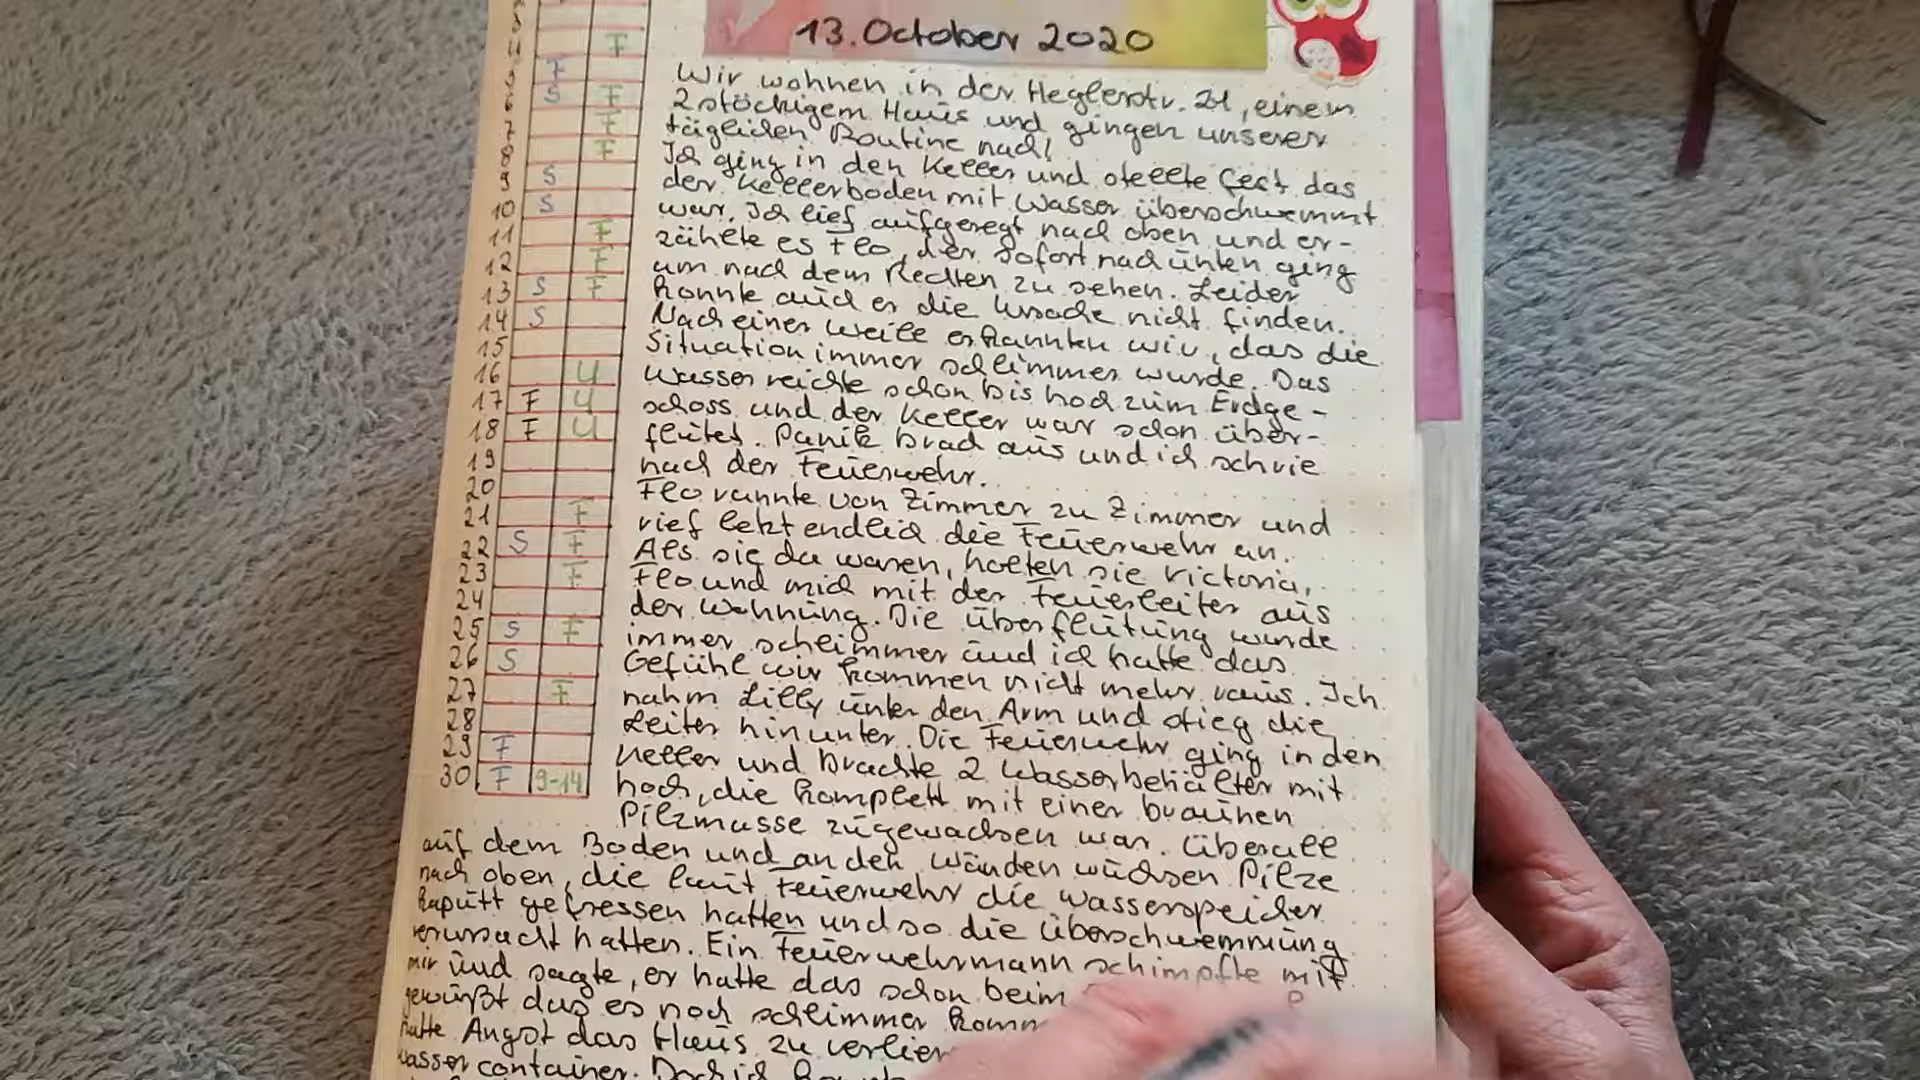 13. October 2020
Wir wohnen in der Heglerstr. 21, einem
2stöckigem Haus und gingen unserer
täglichen Routine nach!
Ich ging in den Keller und stellte fest das
der Kellerboden mit Wasser überschwemmt
war. Ich lief aufgeregt nach oben und er-
zählte es Flo, der sofort nach unten ging
um nach dem Rechten zu sehen. Leider
konnte auch er die Ursache nicht finden.
Nach einer Weile erkannten wir, das die
Situation immer schlimmer wurde. Das
Wasser reichte schon bis hoch zum Erdge-
schoss und der Keller war schon über-
flutet. Panik brach aus und ich schrie
nach der Feuerwehr.
Flo rannte von Zimmer zu Zimmer und
rief letztendlich die Feuerwehr an.
Als sie da waren, holten sie Victoria,
Flo und mich mit der Feuerleiter aus
der Wohnung. Die Überflutung wurde
immer schlimmer und ich hatte das
Gefühl wir kommen nicht mehr raus. Ich
nahm Lilly unter den Arm und stieg die
Leiter hinunter. Die Feuerwehr ging in den
Keller und brachte 2 Wasserbehälter mit
hoch, die komplett mit einer braunen
Pilzmasse zugewachsen war. Überall
auf dem Boden und an den Wänden wuchsen Pilze
nach oben, die laut Feuerwehr die Wasserspeicher
kaputt gefressen hatten und so die Überschwemmung
verursacht hatten. Ein Feuerwehrmann schimpfte mit
mir und sagte, er hatte das schon beim
gewußt das es noch schlimmer
hatte Angst das Haus zu
wassercontainer. Doch ich
F
F
S F
7 F
8 F
9 S
10 S
11 F
12 F
13 S F
14 S
15
16 U
17 F U
18 F U
19
20
21 F
22 S F
23 F
24
25 S F
26 S
27 F
28
29 F
30 F 9-14